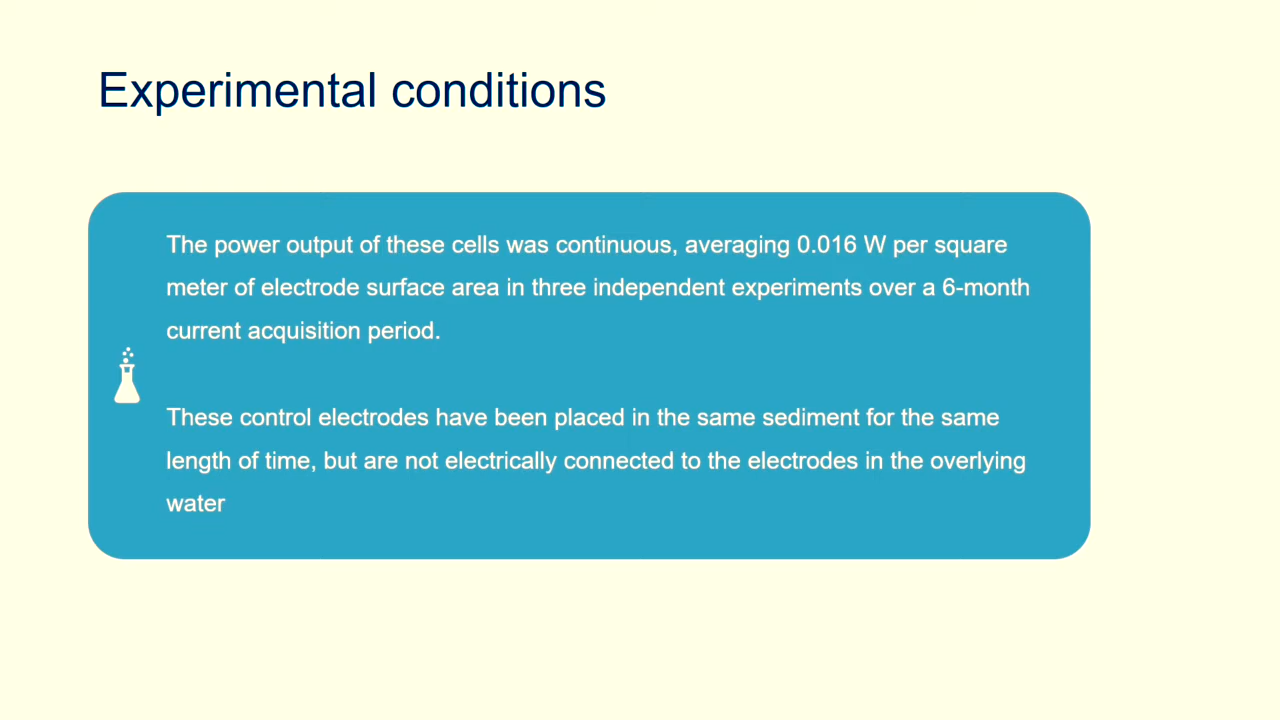 Experimental conditions
The power output of these cells was continuous, averaging 0.016 W per square
meter of electrode surface area in three independent experiments over a 6-month
current acquisition period.
These control electrodes have been placed in the same sediment for the same
length of time, but are not electrically connected to the electrodes in the overlying
water